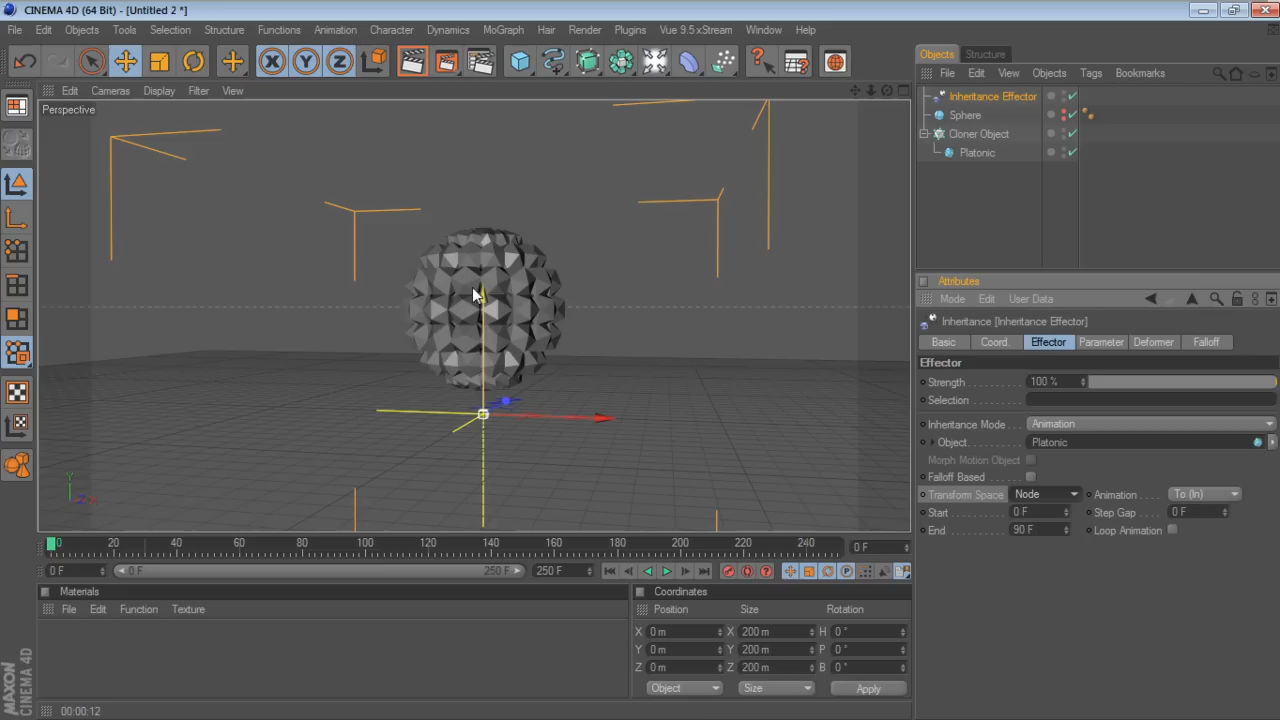 CINEMA 4D (64 Bit) - [Untitled 2 *]
File Edit Objects Tools Selection Structure Functions Animation Character Dynamics MoGraph Hair Render Plugins Vue 9.5 xStream Window Help
X Y Z
Edit Cameras Display Filter View
Perspective
Y
Z X
Objects Structure
File Edit View Objects Tags Bookmarks
Inheritance Effector
Sphere
Cloner Object
Platonic
Attributes
Mode Edit User Data
Inheritance [Inheritance Effector]
Basic Coord. Effector Parameter Deformer Falloff
Effector
Strength 100 %
Selection
Inheritance Mode Animation
Object Platonic
Morph Motion Object
Falloff Based
Transform Space Node Animation To (In)
Start 0 F Step Gap 0 F
End 90 F Loop Animation
0 20 40 60 80 100 120 140 160 180 200 220 240 0 F
0 F 0 F 250 F 250 F
Materials
File Edit Function Texture
Coordinates
Position Size Rotation
X 0 m X 200 m H 0 °
Y 0 m Y 200 m P 0 °
Z 0 m Z 200 m B 0 °
Object Size Apply
MAXON
CINEMA 4D
00:00:12